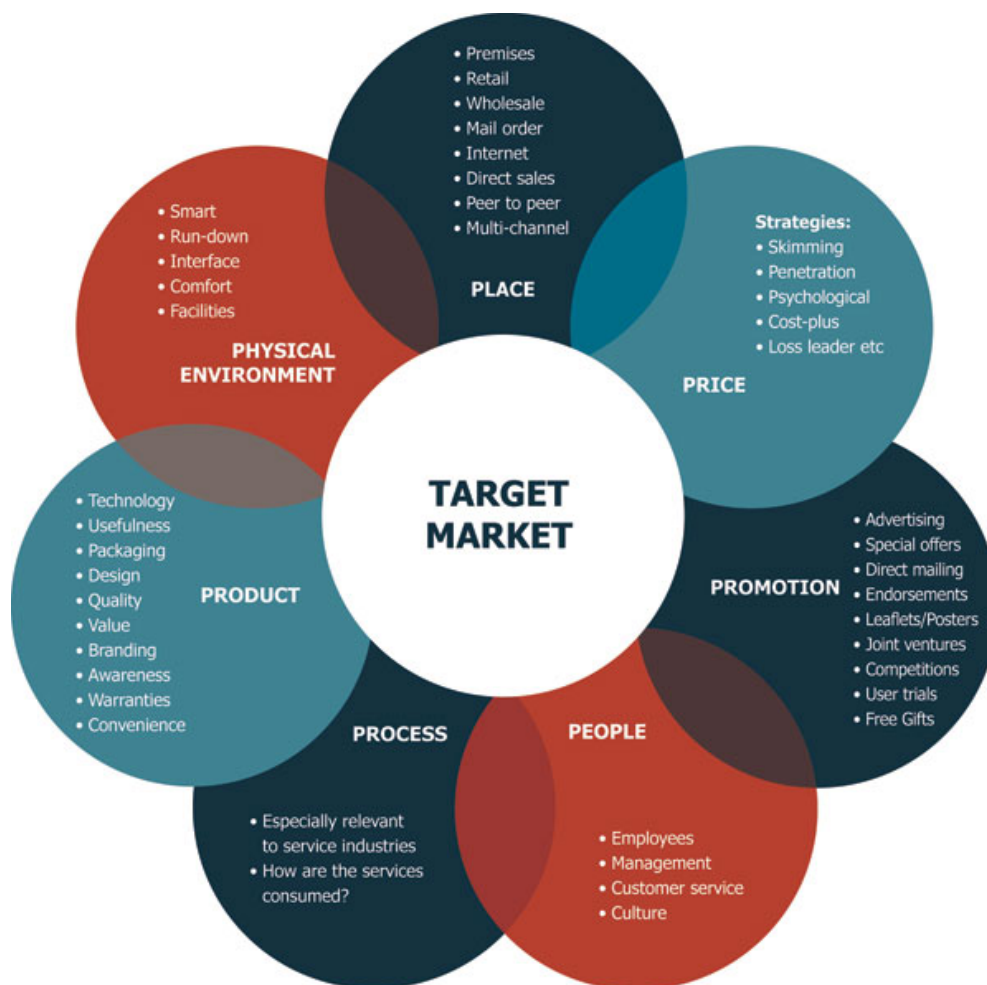 • Premises
• Retail
• Wholesale
• Mail order
• Internet
• Direct sales
• Peer to peer
• Multi-channel
PLACE
Strategies:
• Skimming
• Penetration
• Psychological
• Cost-plus
• Loss leader etc
PRICE
• Advertising
• Special offers
• Direct mailing
• Endorsements
• Leaflets/Posters
• Joint ventures
• Competitions
• User trials
• Free Gifts
PROMOTION
PEOPLE
• Employees
• Management
• Customer service
• Culture
PROCESS
• Especially relevant
to service industries
• How are the services
consumed?
• Technology
• Usefulness
• Packaging
• Design
• Quality
• Value
• Branding
• Awareness
• Warranties
• Convenience
PRODUCT
• Smart
• Run-down
• Interface
• Comfort
• Facilities
PHYSICAL
ENVIRONMENT
TARGET
MARKET